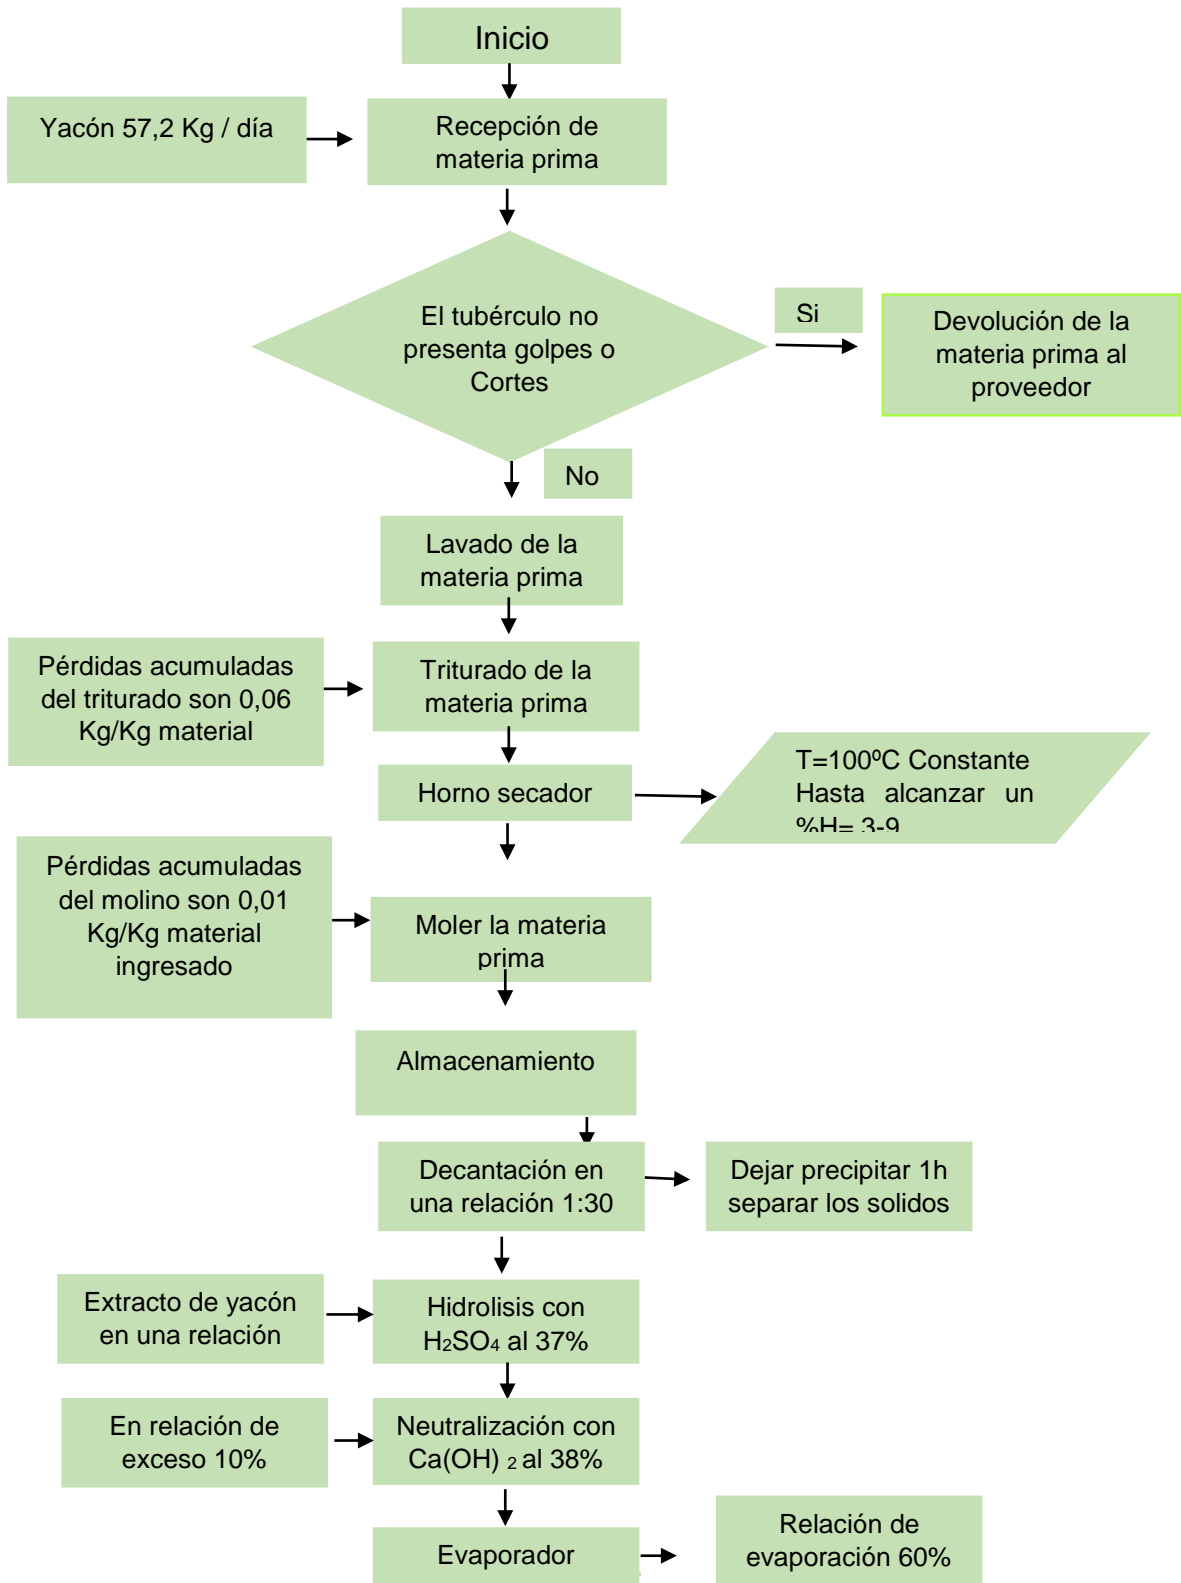 Inicio
Yacón 57,2 Kg / día
Recepción de
materia prima
El tubérculo no
presenta golpes o
Cortes
Si
Devolución de la
materia prima al
proveedor
No
Lavado de la
materia prima
Pérdidas acumuladas
del triturado son 0,06
Kg/Kg material
Triturado de la
materia prima
Horno secador
T=100ºC Constante
Hasta alcanzar un
%H= 3-9
Pérdidas acumuladas
del molino son 0,01
Kg/Kg material
ingresado
Moler la materia
prima
Almacenamiento
Decantación en
una relación 1:30
Dejar precipitar 1h
separar los solidos
Extracto de yacón
en una relación
Hidrolisis con
H₂SO₄ al 37%
En relación de
exceso 10%
Neutralización con
Ca(OH) ₂ al 38%
Evaporador
Relación de
evaporación 60%